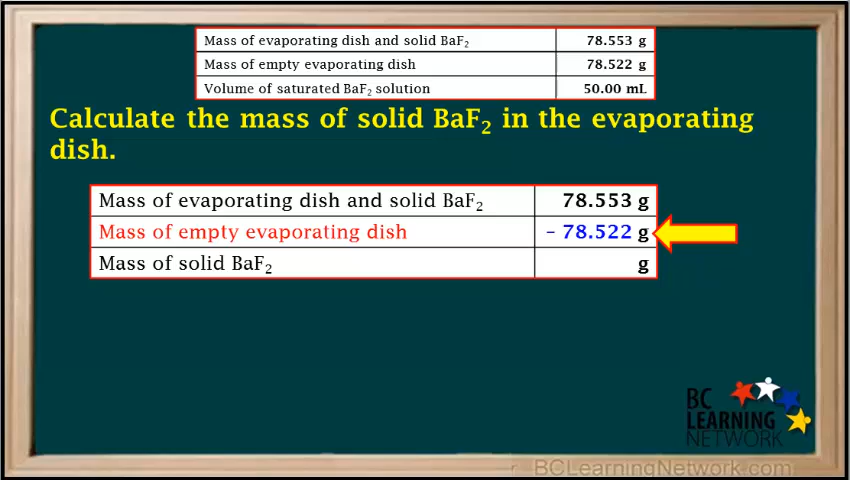 Mass of evaporating dish and solid BaF₂ 78.553 g
Mass of empty evaporating dish 78.522 g
Volume of saturated BaF₂ solution 50.00 mL
Calculate the mass of solid BaF₂ in the evaporating
dish.
Mass of evaporating dish and solid BaF₂ 78.553 g
Mass of empty evaporating dish – 78.522 g
Mass of solid BaF₂ g
BC
LEARNING
NETWORK
BCLearningNetwork.com